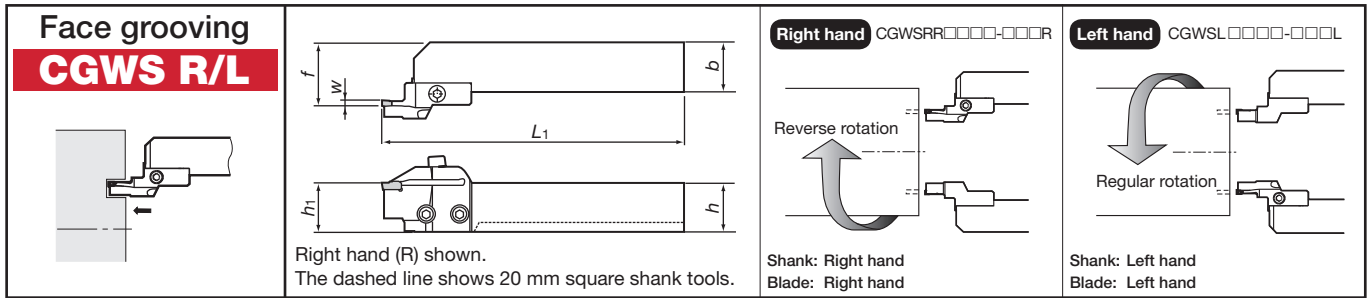 Face grooving
CGWS R/L
f
w
b
L1
h1
h
Right hand (R) shown.
The dashed line shows 20 mm square shank tools.
Right hand CGWSRR□□□□-□□□R
Reverse rotation
Shank: Right hand
Blade: Right hand
Left hand CGWSL□□□□-□□□L
Regular rotation
Shank: Left hand
Blade: Left hand